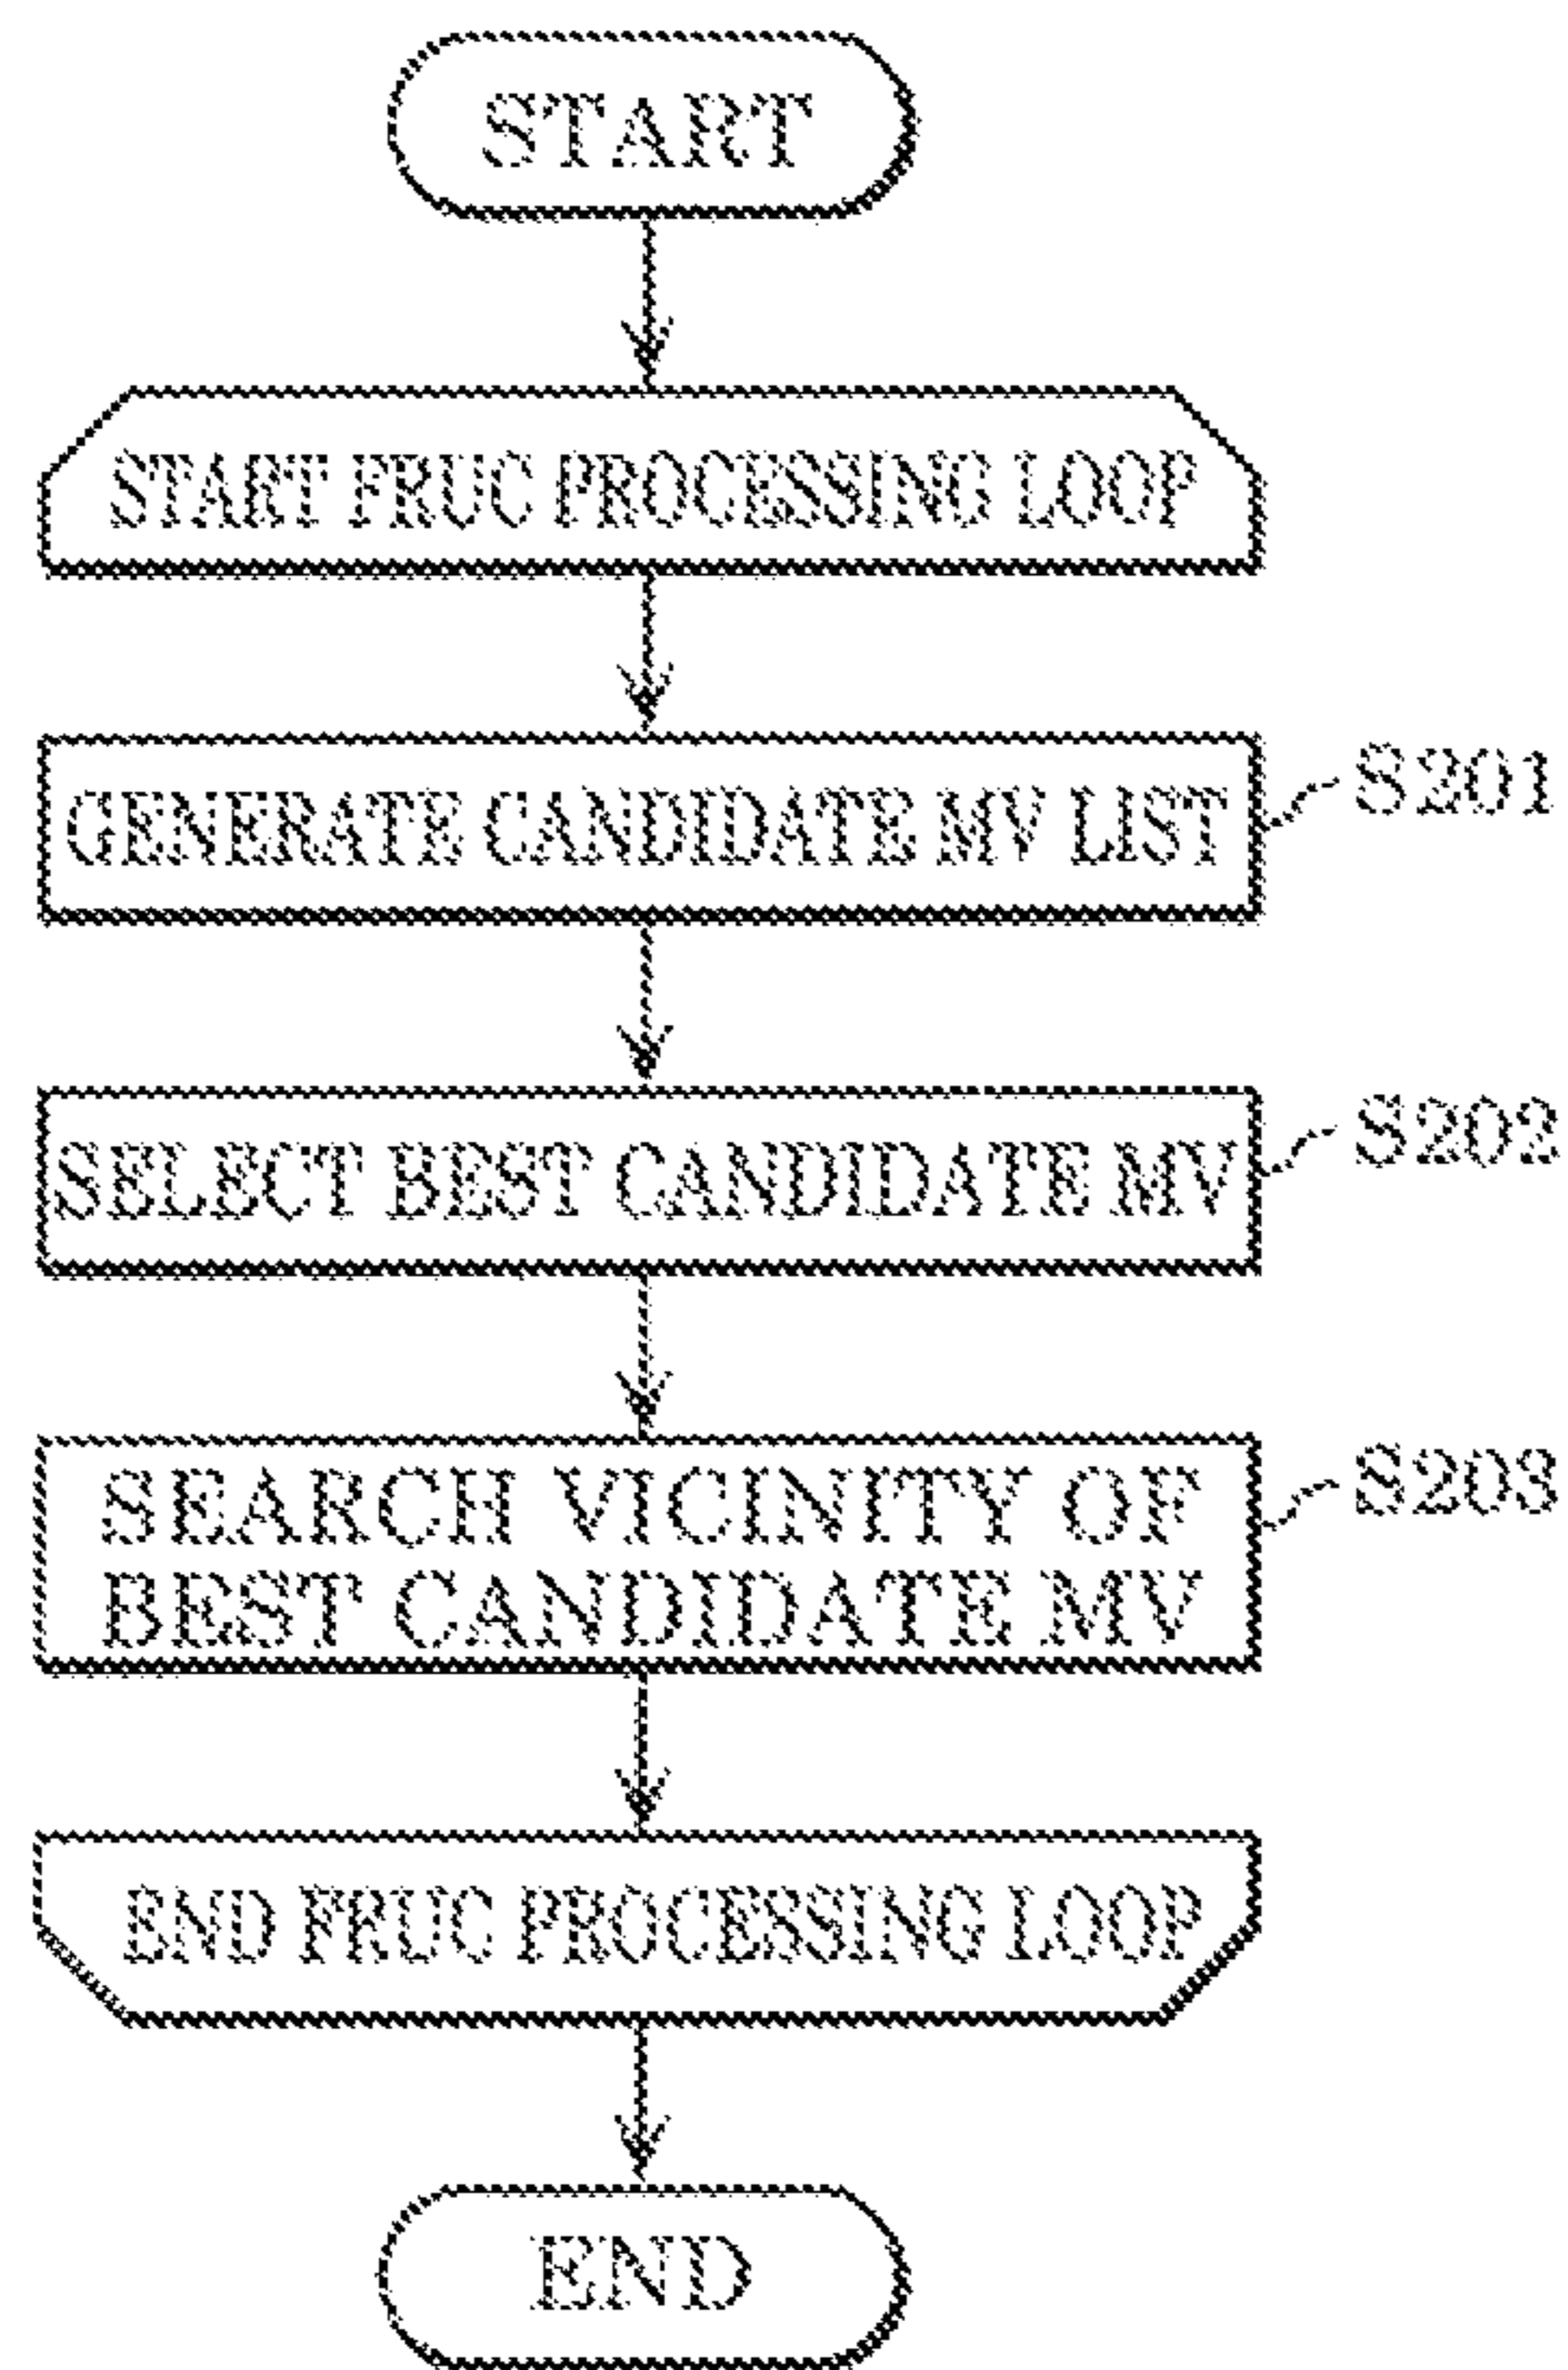 START
START FRUC PROCESSING LOOP
GENERATE CANDIDATE MV LIST
S201
SELECT BEST CANDIDATE MV
S202
SEARCH VICINITY OF
BEST CANDIDATE MV
S203
END FRUC PROCESSING LOOP
END